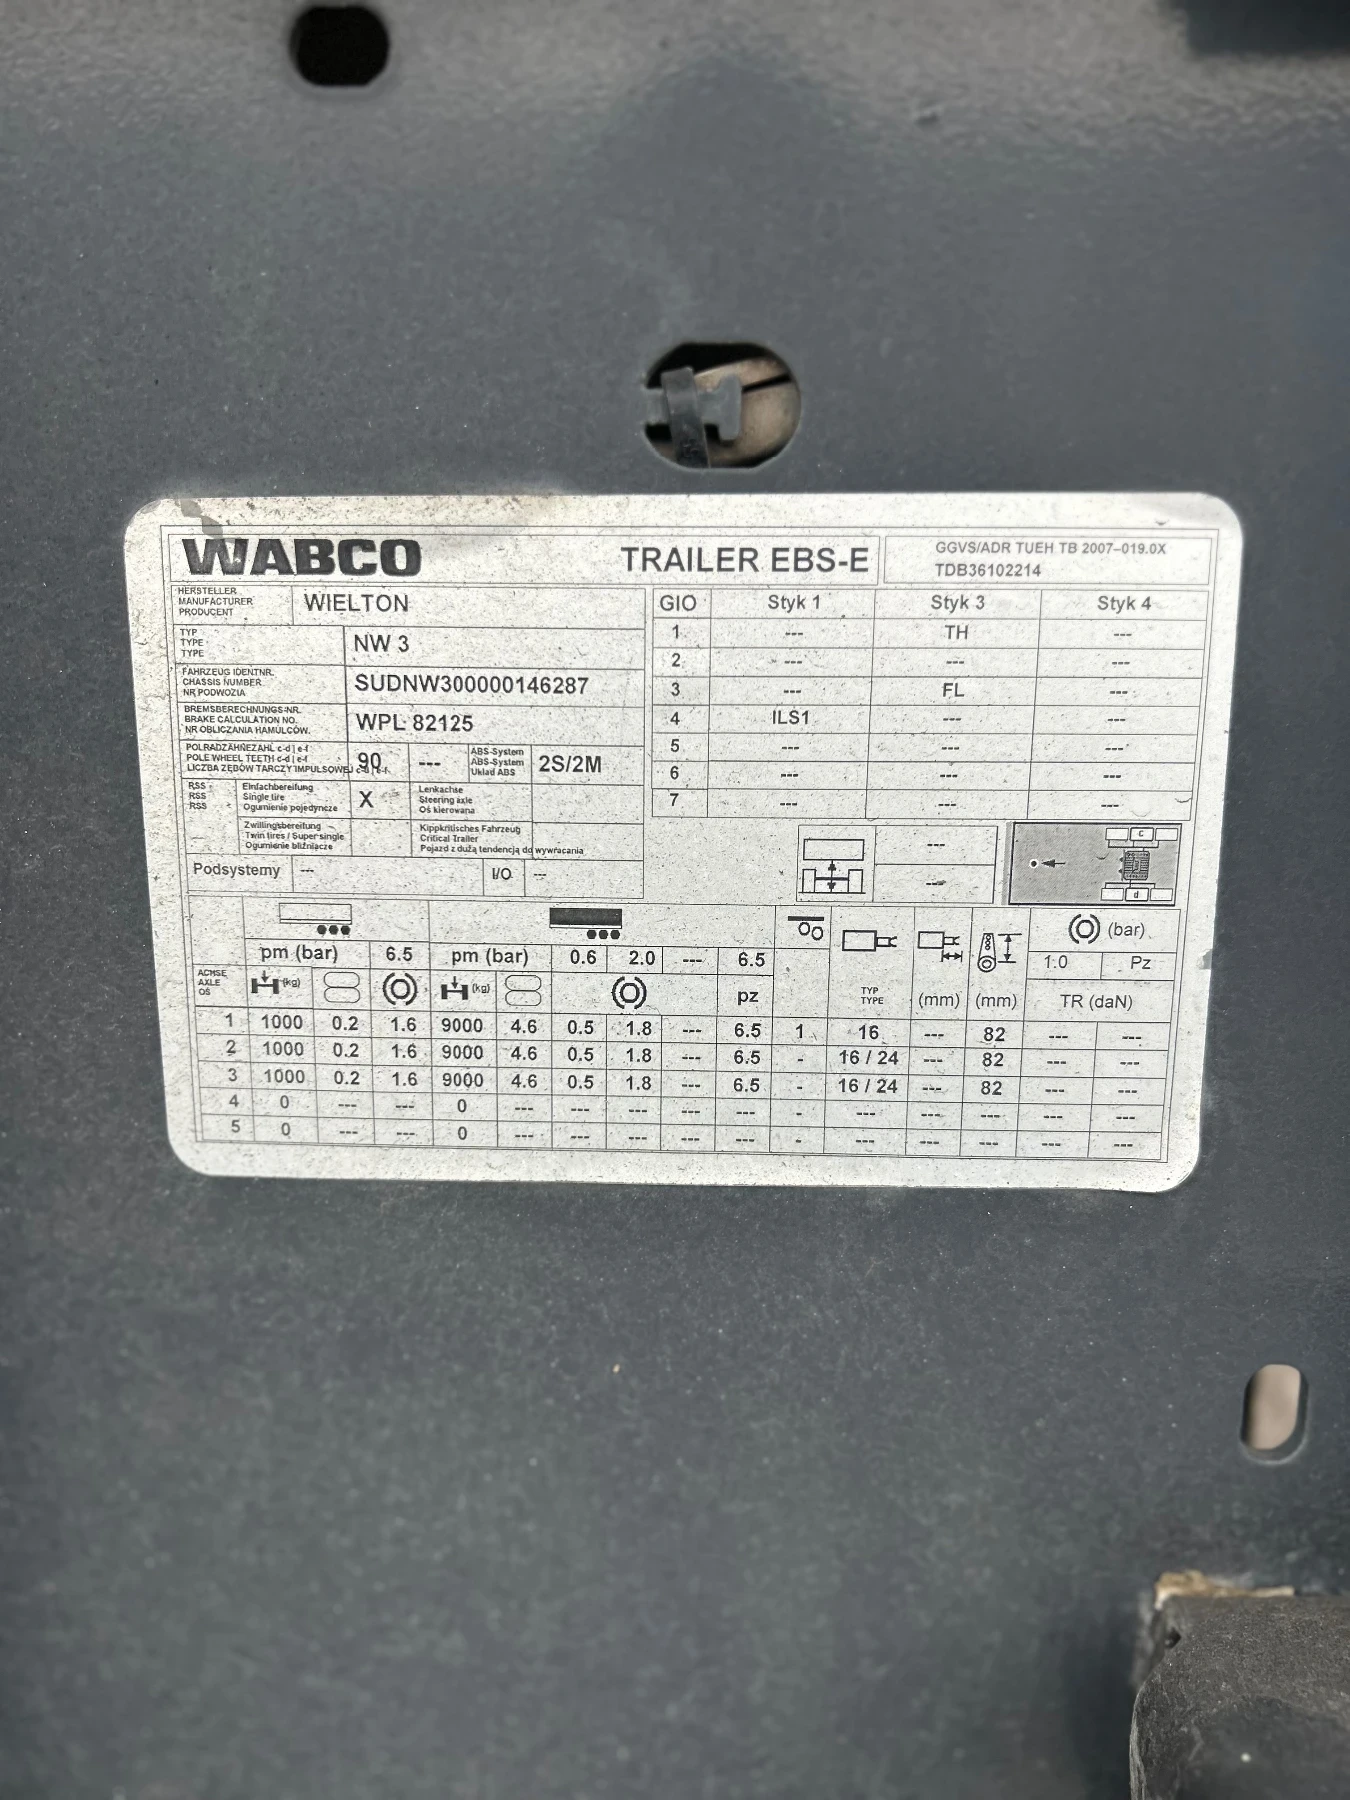 WABCO TRAILER EBS-E
GGVS/ADR TUEH TB 2007-019.0X
TDB36102214
HERSTELLER
MANUFACTURER
PRODUCENT
WIELTON
TYP
TYPE
TYPE
NW 3
FAHRZEUG IDENTNR.
CHASSIS NUMBER
NR PODWOZIA
SUDNW300000146287
BREMSBERECHNUNGS-NR.
BRAKE CALCULATION NO.
NR OBLICZANIA HAMULCÓW.
WPL 82125
POLRADZÄHNEZAHL c-d | e-f
POLE WHEEL TEETH c-d | e-f
LICZBA ZĘBÓW TARCZY IMPULSOWEJ c-d | e-f
90 ---
ABS-System
ABS-System
Układ ABS
2S/2M
RSS
RSS
RSS
Einfachbereifung
Single tire
Ogumienie pojedyncze
X
Lenkachse
Steering axle
Oś kierowana
Zwillingsbereifung
Twin tires / Super single
Ogumienie bliźniacze
Kippkritisches Fahrzeug
Critical Trailer
Pojazd z dużą tendencją do wywracania
Podsystemy --- I/O ---
GIO Styk 1 Styk 3 Styk 4
1 --- TH ---
2 --- --- ---
3 --- FL ---
4 ILS1 --- ---
5 --- --- ---
6 --- --- ---
7 --- --- ---
---
---
c
d
pm (bar) 6.5 pm (bar) 0.6 2.0 --- 6.5
(bar)
1.0 Pz
ACHSE
AXLE
OŚ
(kg) (kg) pz
TYP
TYPE
(mm) (mm) TR (daN)
1 1000 0.2 1.6 9000 4.6 0.5 1.8 --- 6.5 1 16 --- 82 --- ---
2 1000 0.2 1.6 9000 4.6 0.5 1.8 --- 6.5 - 16 / 24 --- 82 --- ---
3 1000 0.2 1.6 9000 4.6 0.5 1.8 --- 6.5 - 16 / 24 --- 82 --- ---
4 0 --- --- 0 --- --- --- --- --- - --- --- --- --- ---
5 0 --- --- 0 --- --- --- --- --- - --- --- --- --- ---